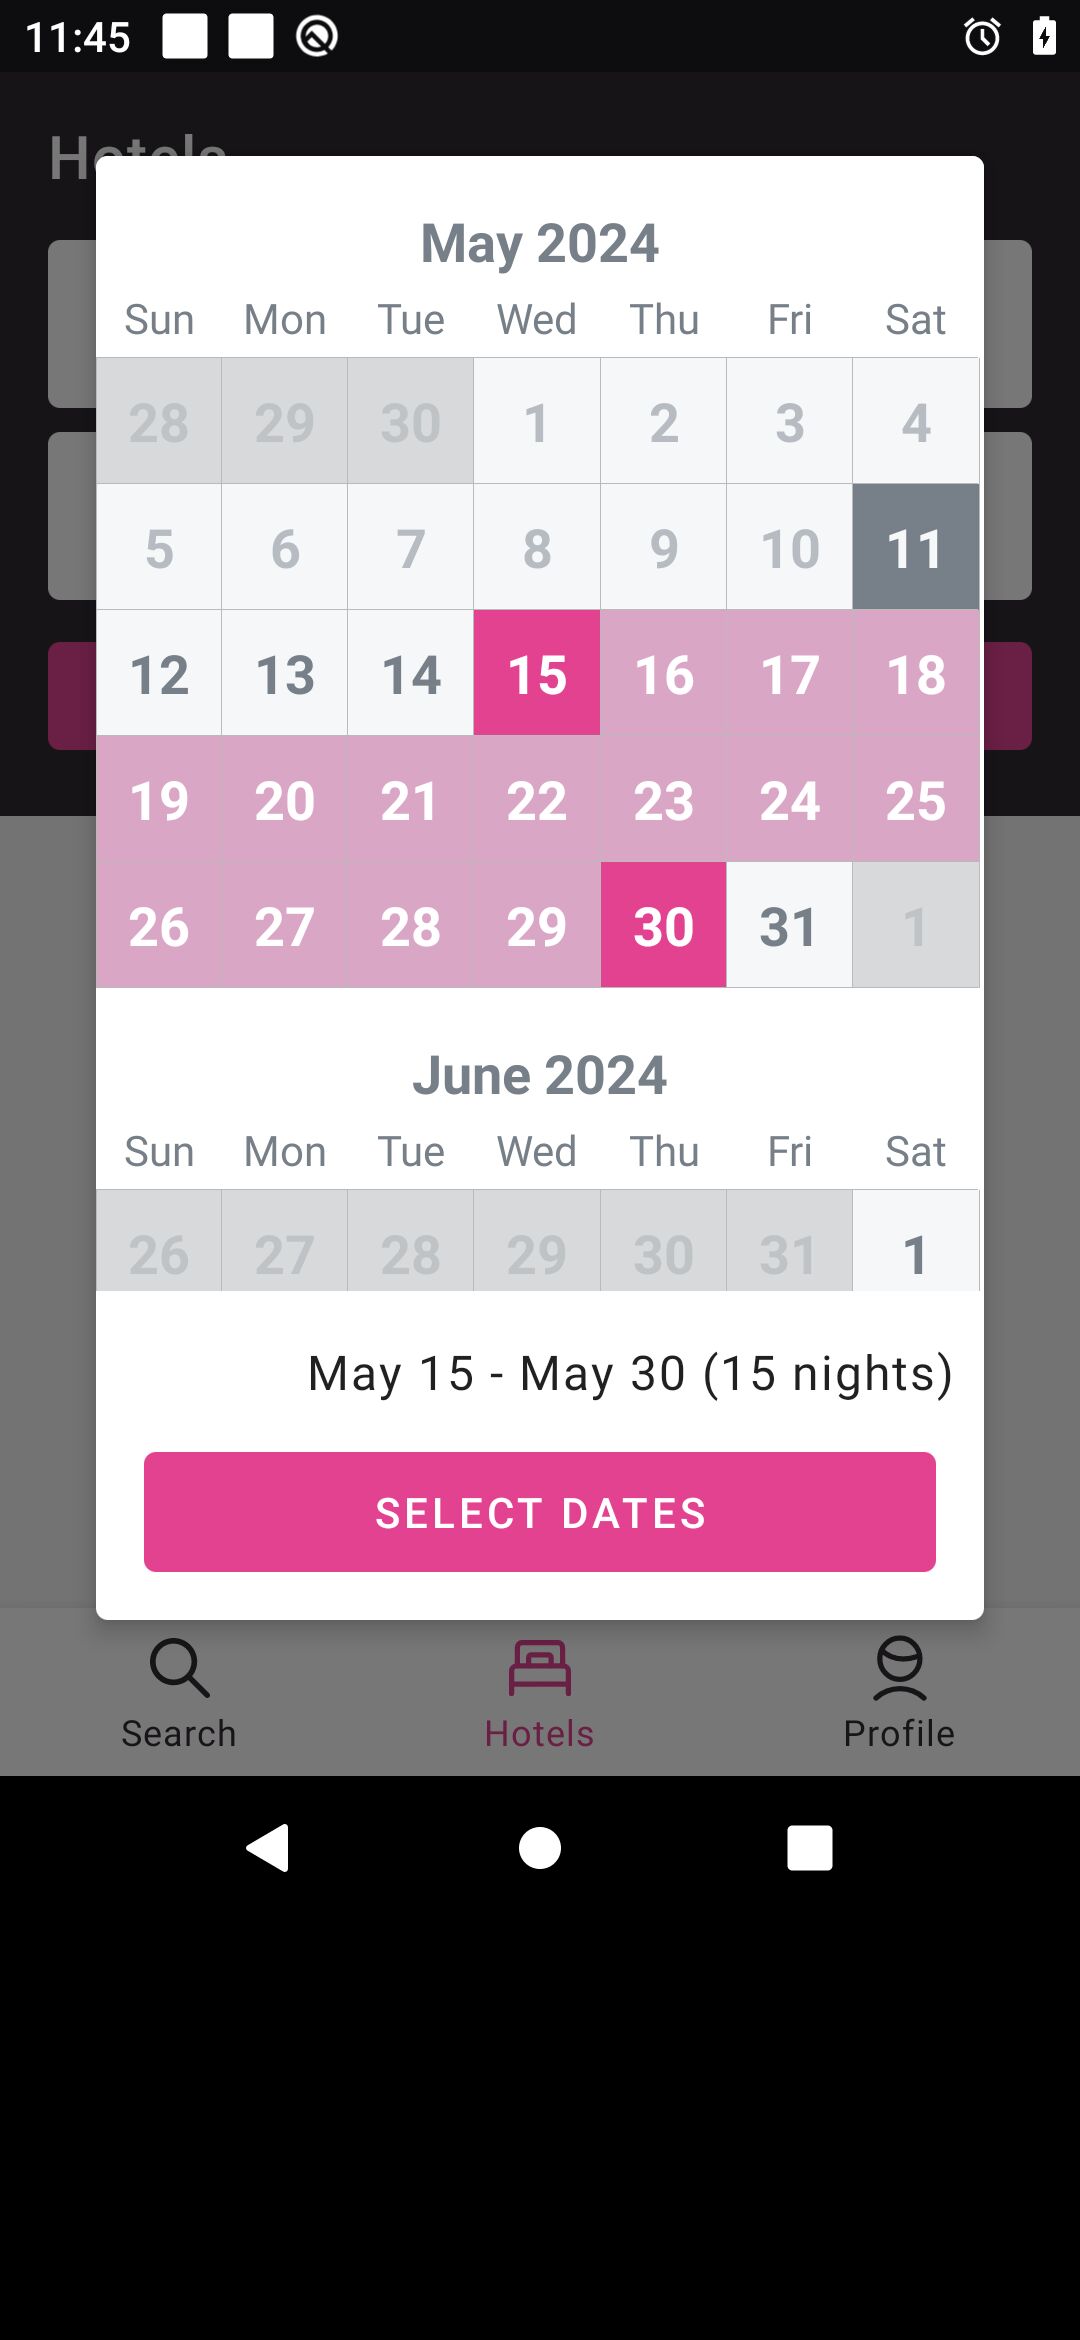 11:45
Hotels
May 2024
Sun Mon Tue Wed Thu Fri Sat
28 29 30 1 2 3 4
5 6 7 8 9 10 11
12 13 14 15 16 17 18
19 20 21 22 23 24 25
26 27 28 29 30 31 1
June 2024
Sun Mon Tue Wed Thu Fri Sat
26 27 28 29 30 31 1
May 15 - May 30 (15 nights)
SELECT DATES
Search Hotels Profile